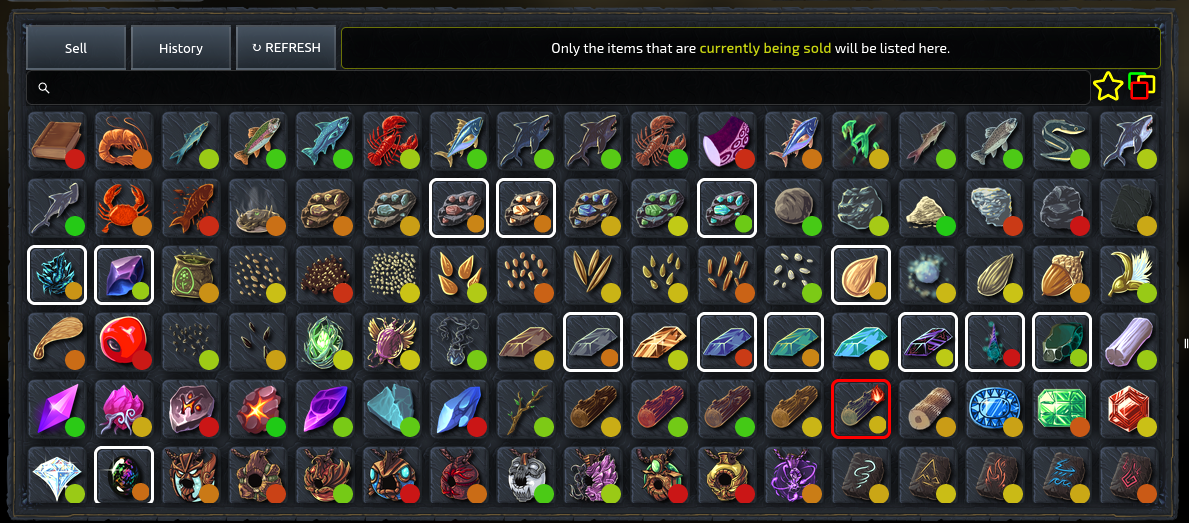 Sell
History
↻ REFRESH
Only the items that are currently being sold will be listed here.